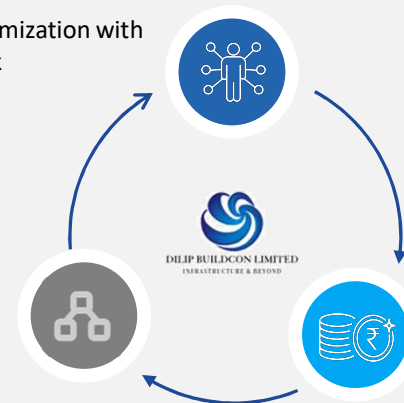 mization with
DILIP BUILDCON LIMITED
INFRASTRUCTURE & BEYOND
₹